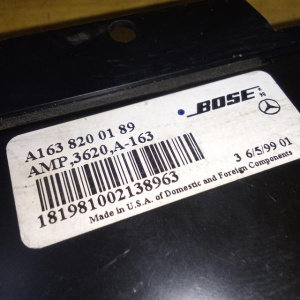 BOSE
A163 820 01 89
AMP ,3620,A-163
181981002138963
3 6/5/99 01
Made in U.S.A. of Domestic and Foreign Components